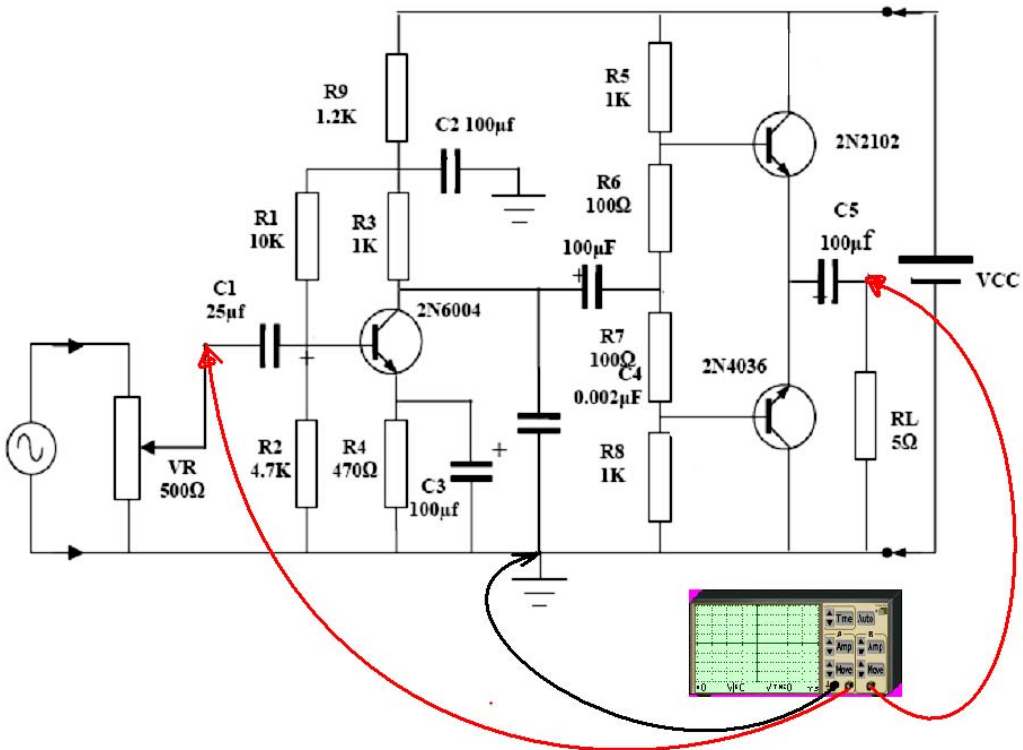 R9
1.2K
C2 100µf
R5
1K
2N2102
R1
10K
R3
1K
R6
100Ω
C5
100µf
100µF
+
VCC
C1
25µf
2N6004
+
+
R7
100Ω
C4
0.002µF
2N4036
VR
500Ω
R2
4.7K
R4
470Ω
+
C3
100µf
R8
1K
RL
5Ω
Time Auto
A B
Amp Amp
Move Move